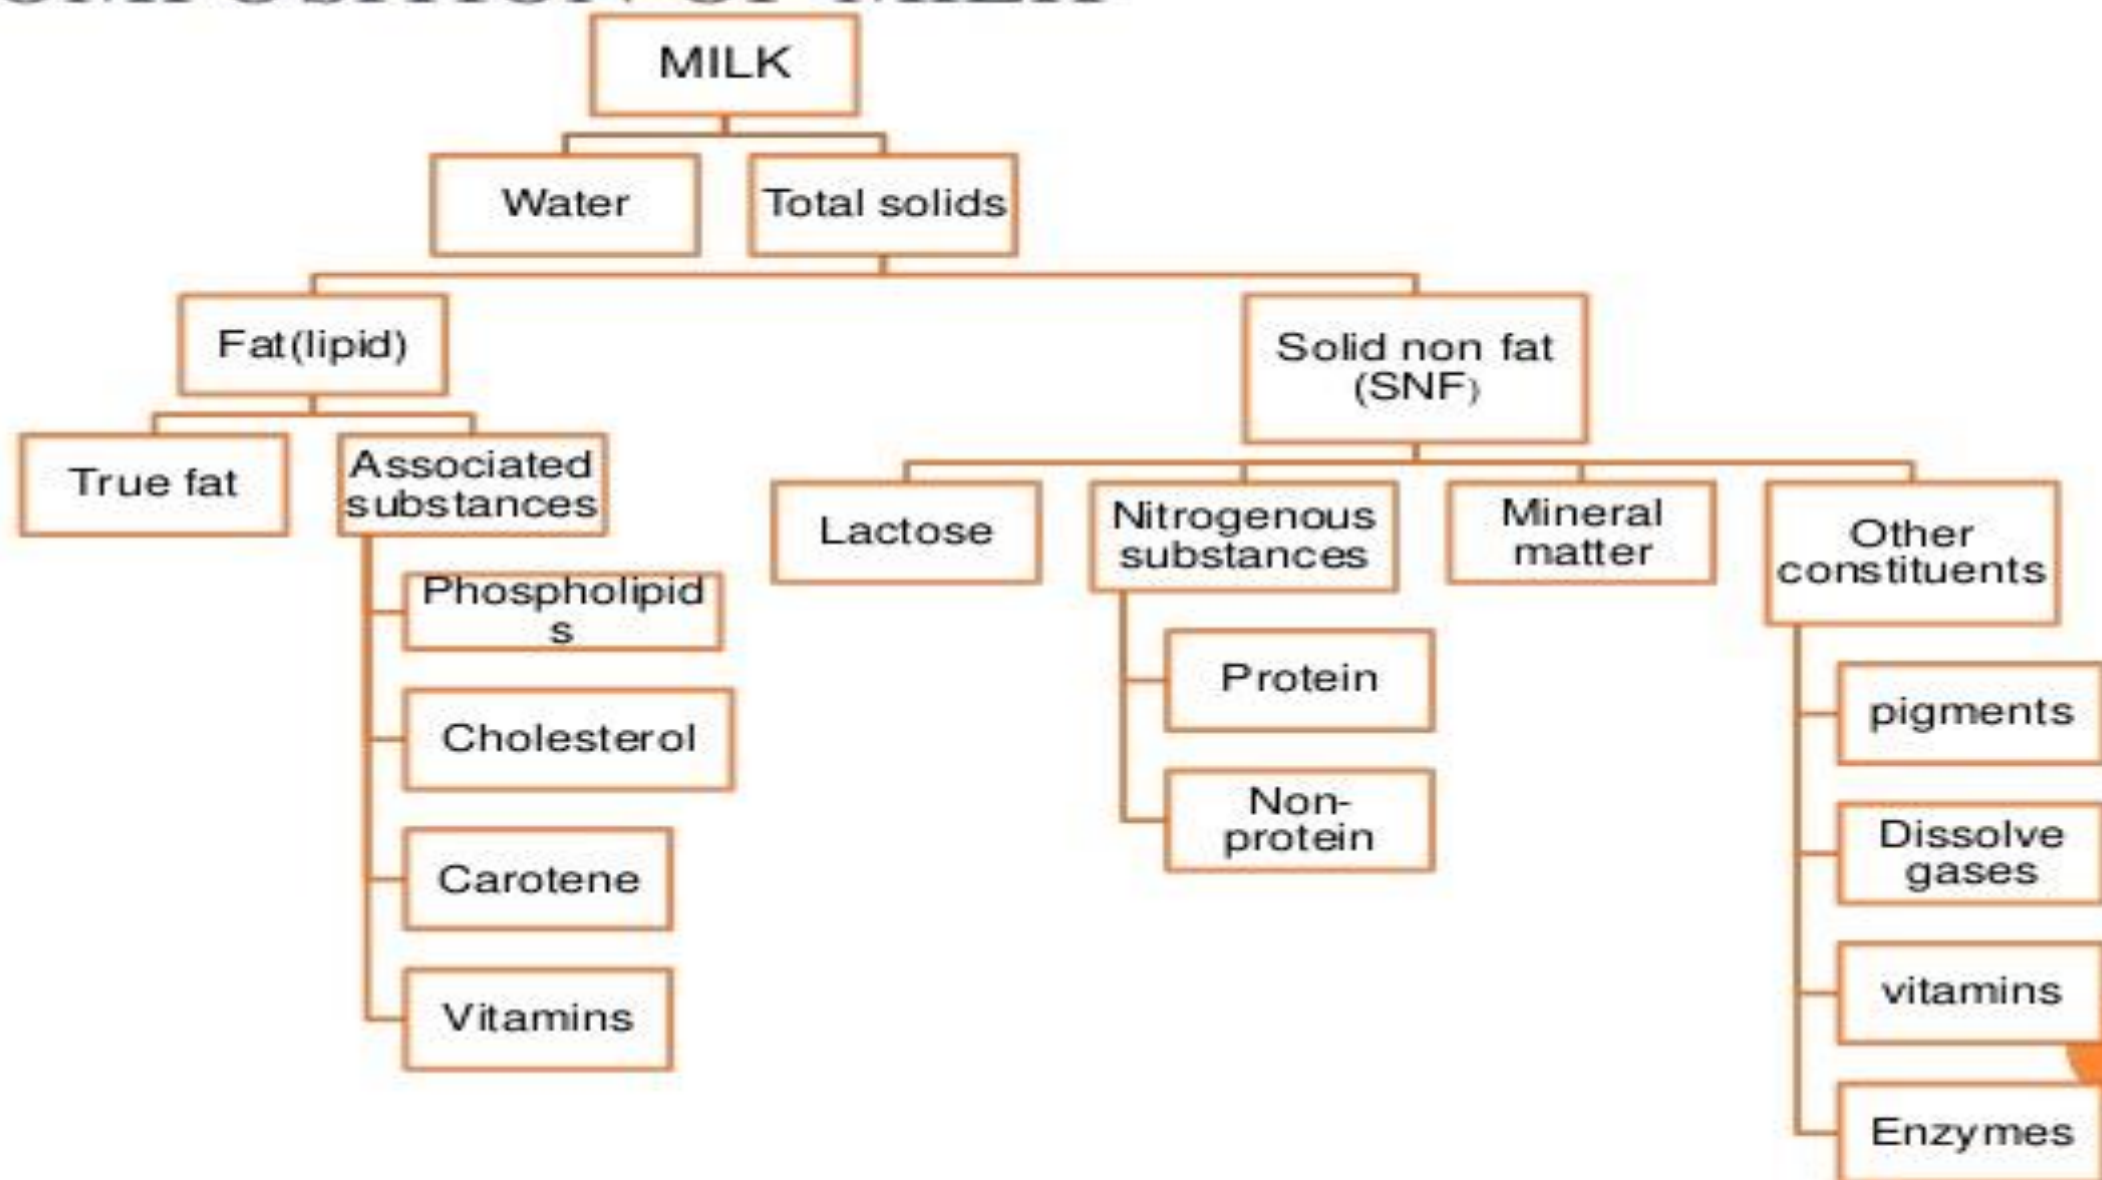 MILK
Water
Total solids
Fat(lipid)
Solid non fat
(SNF)
True fat
Associated
substances
Lactose
Nitrogenous
substances
Mineral
matter
Other
constituents
Phospholipid
s
Cholesterol
Carotene
Vitamins
Protein
Non-
protein
pigments
Dissolve
gases
vitamins
Enzymes